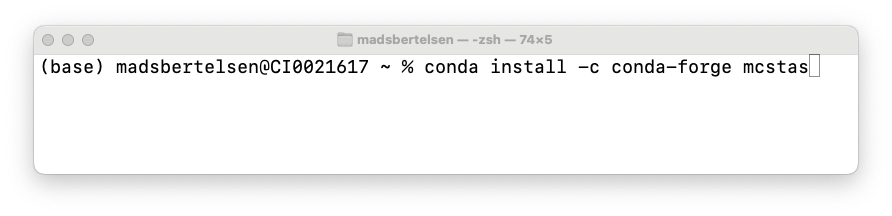 madsbertelsen — -zsh — 74×5
(base) madsbertelsen@CI0021617 ~ % conda install -c conda-forge mcstas